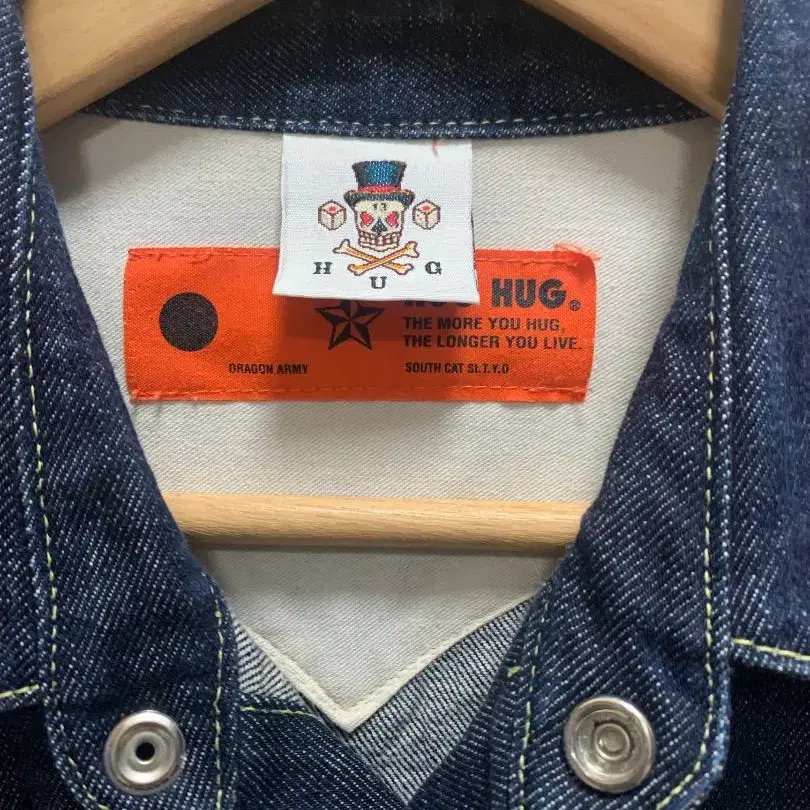 13
H U G
HUG®
THE MORE YOU HUG,
THE LONGER YOU LIVE.
DRAGON ARMY
SOUTH CAT St.T.Y.O